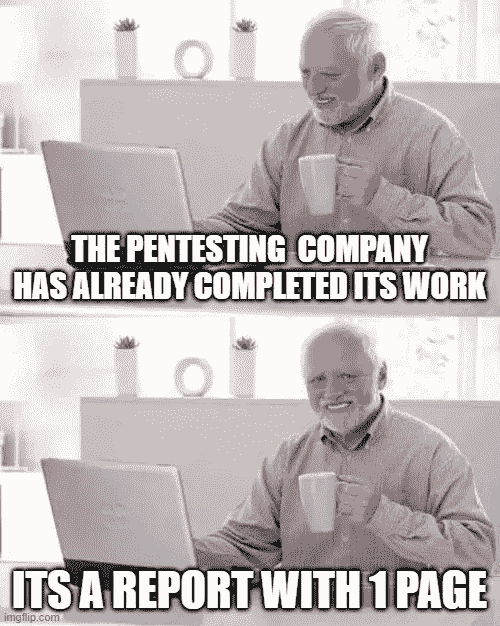 THE PENTESTING COMPANY
HAS ALREADY COMPLETED ITS WORK
ITS A REPORT WITH 1 PAGE
imgflip.com